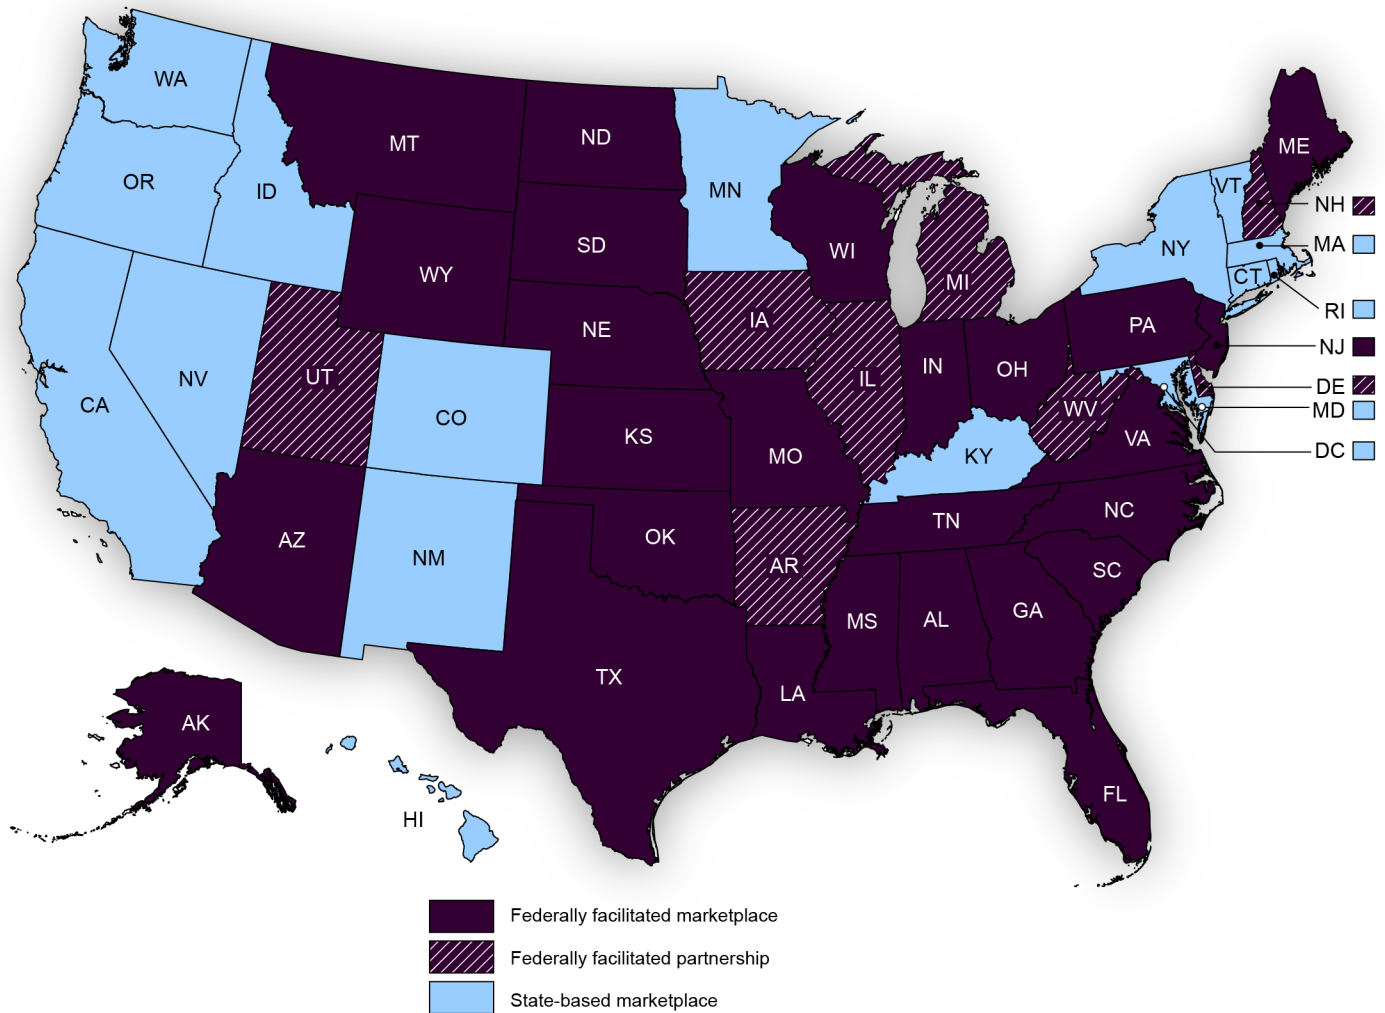 WA
MT
ND
ME
OR
ID
MN
VT
NH
SD
NY
MA
WI
WY
CT
MI
RI
IA
NE
PA
NJ
UT
NV
IL
IN
OH
DE
CA
CO
WV
MD
KS
VA
DC
MO
KY
AZ
NM
OK
TN
NC
AR
SC
MS
AL
GA
TX
LA
AK
FL
HI
Federally facilitated marketplace
Federally facilitated partnership
State-based marketplace